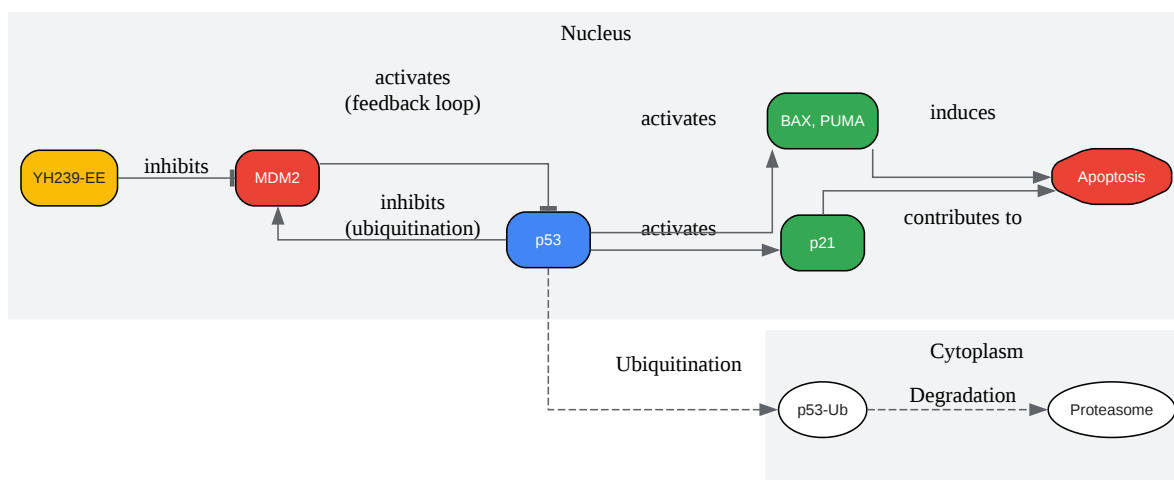 Nucleus
activates
(feedback loop)
activates
BAX, PUMA
induces
YH239-EE
inhibits
MDM2
Apoptosis
inhibits
(ubiquitination)
p53
activates
p21
contributes to
Cytoplasm
Ubiquitination
p53-Ub
Degradation
Proteasome